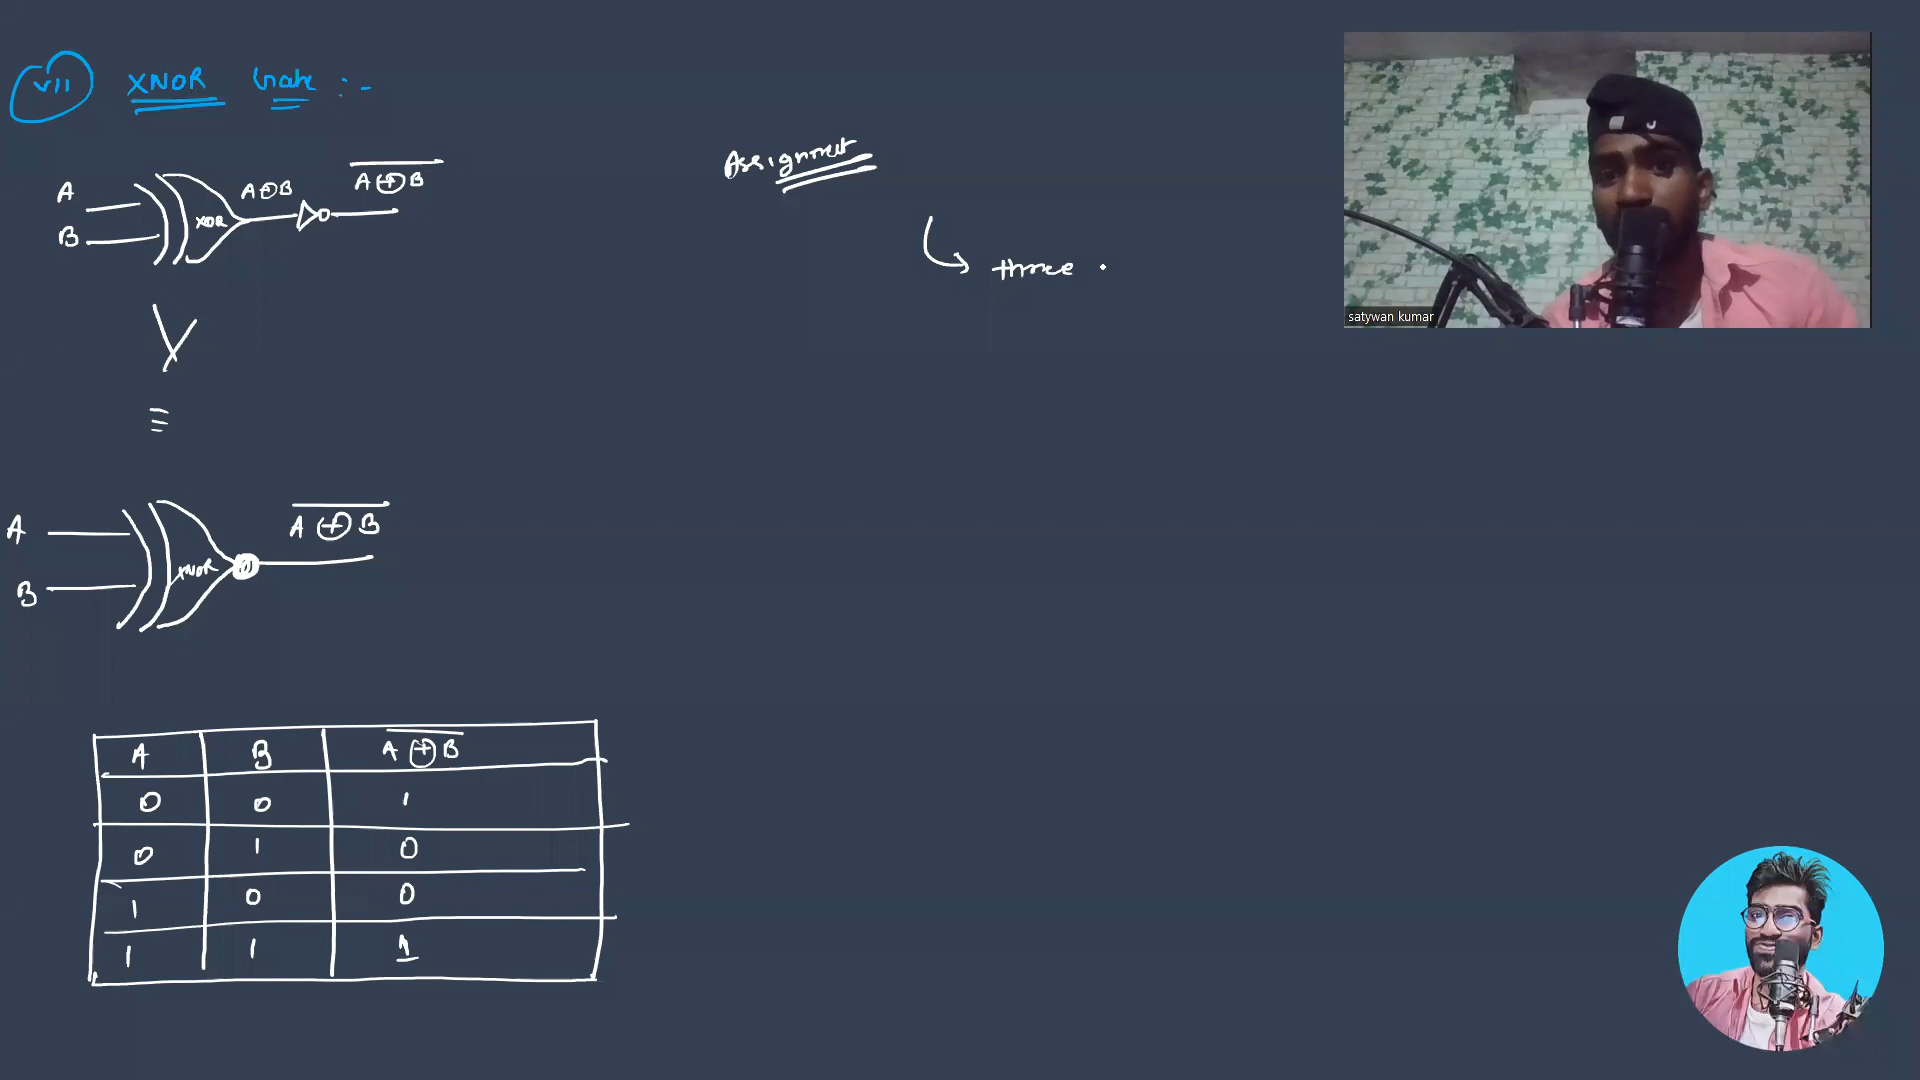 vii XNOR Gate :-
A
B
XOR
A⊕B
A̅ ⊕̅ B̅
≡
A
B
XNOR
A̅ ⊕̅ B̅
A B A̅ ⊕̅ B̅
0 0 1
0 1 0
1 0 0
1 1 1
Assignment
three
satywan kumar